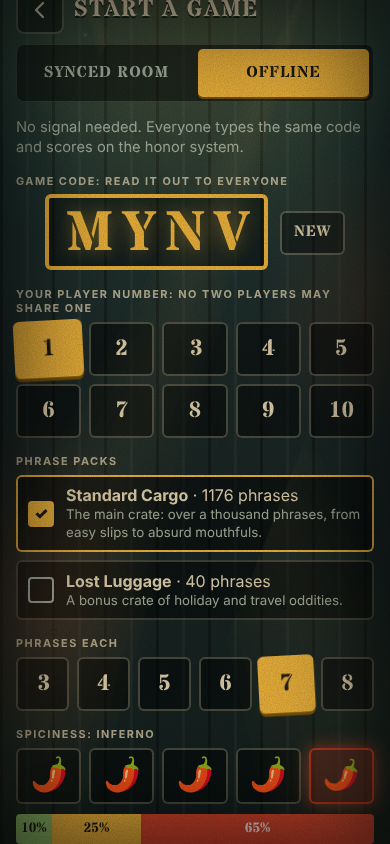 START A GAME
SYNCED ROOM
OFFLINE
No signal needed. Everyone types the same code
and scores on the honor system.
GAME CODE: READ IT OUT TO EVERYONE
MYNV
NEW
YOUR PLAYER NUMBER: NO TWO PLAYERS MAY
SHARE ONE
1 2 3 4 5
6 7 8 9 10
PHRASE PACKS
Standard Cargo · 1176 phrases
The main crate: over a thousand phrases, from
easy slips to absurd mouthfuls.
Lost Luggage · 40 phrases
A bonus crate of holiday and travel oddities.
PHRASES EACH
3 4 5 6 7 8
SPICINESS: INFERNO
10% 25% 65%